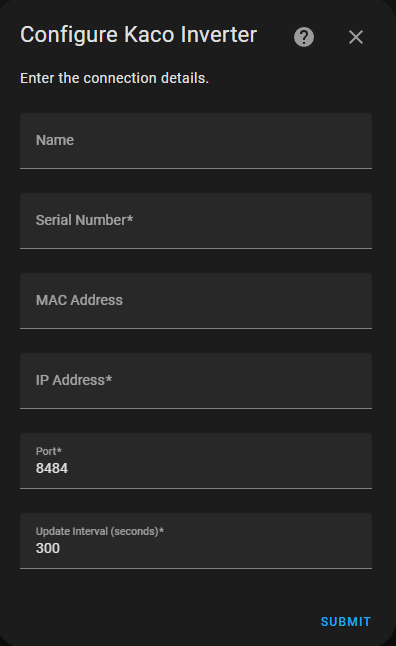 Configure Kaco Inverter
Enter the connection details.
Name
Serial Number*
MAC Address
IP Address*
Port*
8484
Update Interval (seconds)*
300
SUBMIT